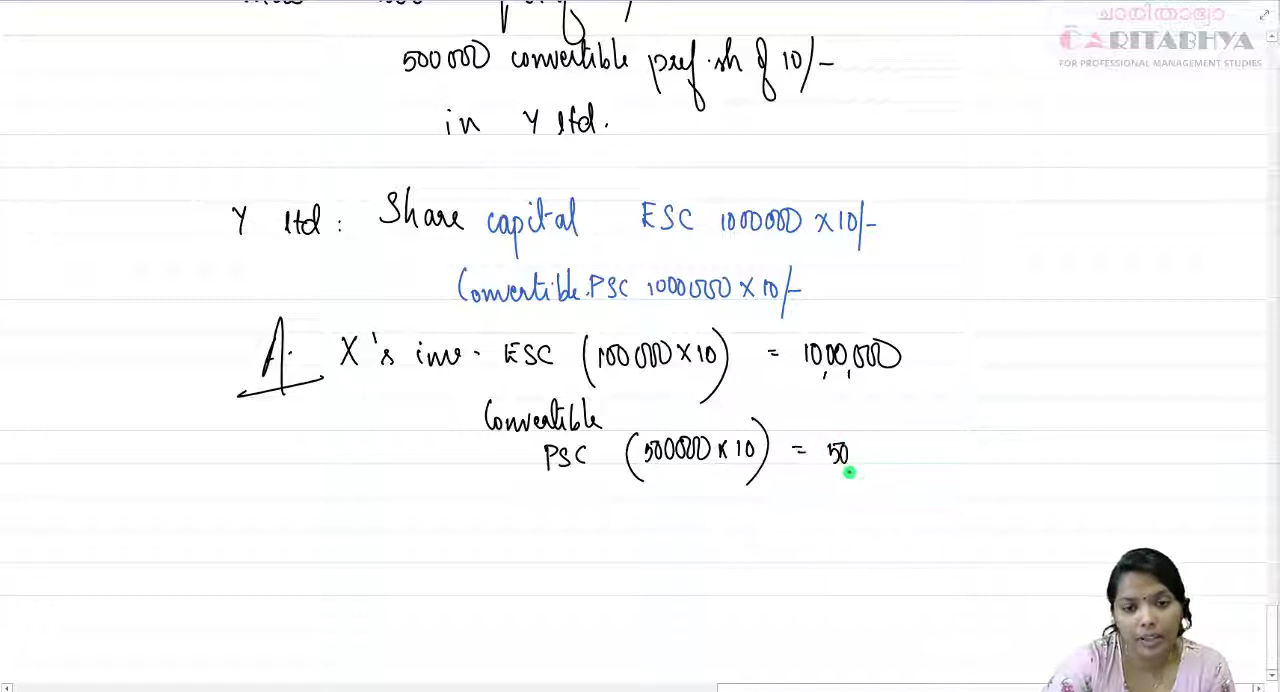 ചാരിതാഭ്യാ
CARITABHYA
FOR PROFESSIONAL MANAGEMENT STUDIES
500000 convertible pref. sh of 10/-
in Y ltd.
Y ltd : Share capital ESC 1000000 × 10/-
Convertible. PSC 1000000 × 10/-
A. X's inv. ESC (100000 × 10) = 10,00,000
Convertible
PSC (500000 × 10) = 50